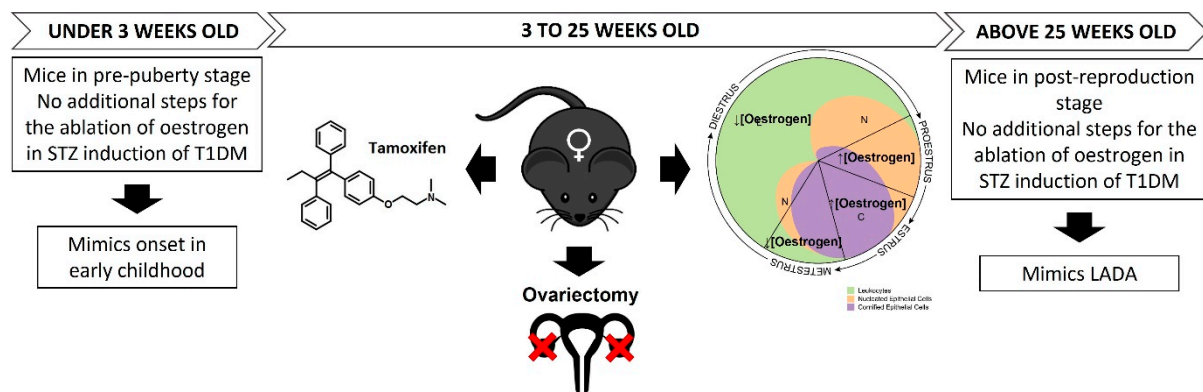 UNDER 3 WEEKS OLD
3 TO 25 WEEKS OLD
ABOVE 25 WEEKS OLD
Mice in pre-puberty stage
No additional steps for
the ablation of oestrogen
in STZ induction of T1DM
Mimics onset in
early childhood
Tamoxifen
N
O
♀
Ovariectomy
DIESTRUS
PROESTRUS
ESTRUS
METESTRUS
↓[Oestrogen]
N
↑[Oestrogen]
N
↑[Oestrogen]
C
↓[Oestrogen]
Leukocytes
Nucleated Epithelial Cells
Cornified Epithelial Cells
Mice in post-reproduction
stage
No additional steps for the
ablation of oestrogen in
STZ induction of T1DM
Mimics LADA